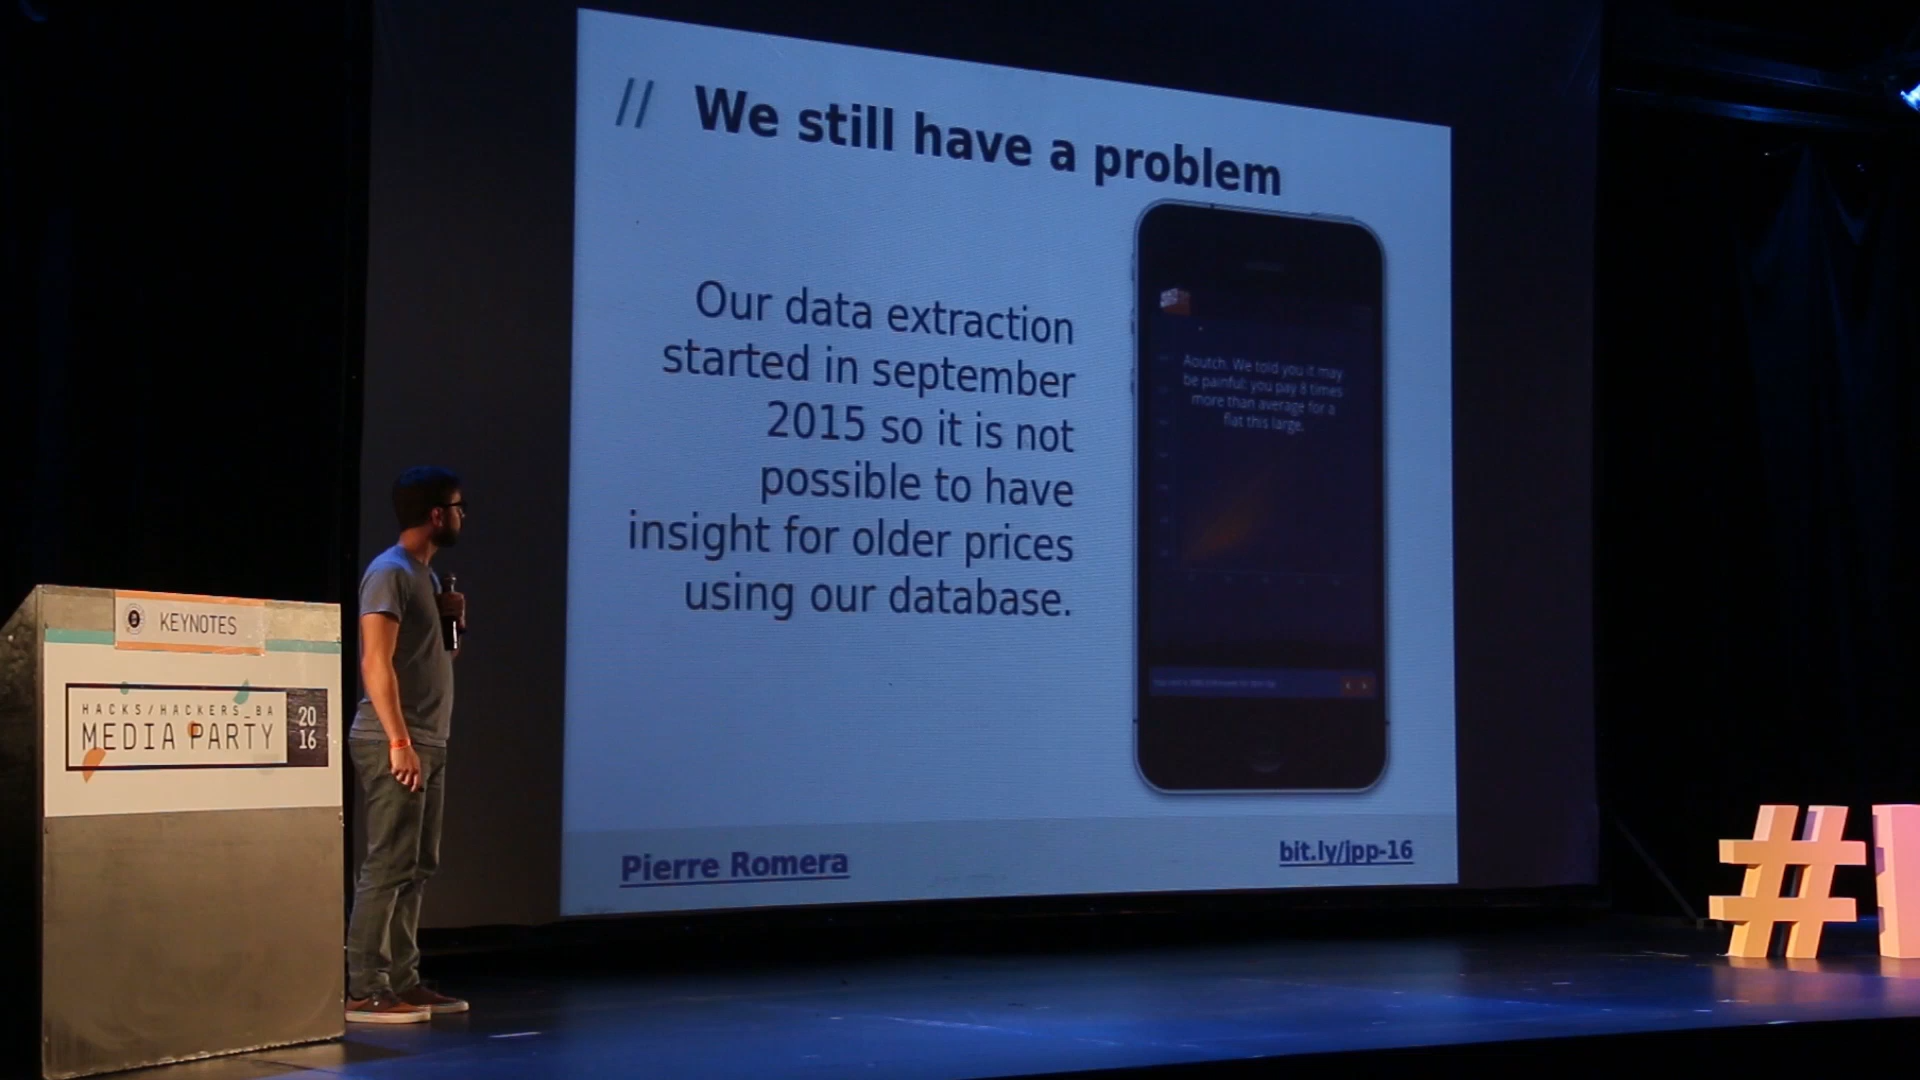 // We still have a problem
Our data extraction
started in september
2015 so it is not
possible to have
insight for older prices
using our database.
Aoutch. We told you it may
be painful: you pay 8 times
more than average for a
flat this large.
Pierre Romera
bit.ly/jpp-16
KEYNOTES
HACKS/HACKERS_BA
MEDIA PARTY
20
16
#